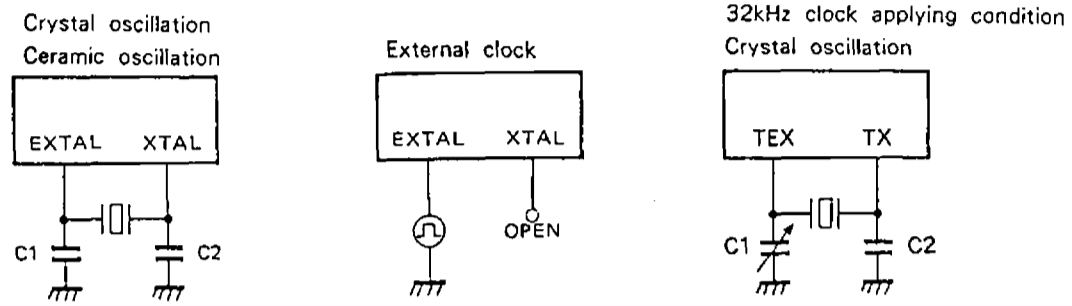 Crystal oscillation
Ceramic oscillation
EXTAL XTAL
C1 C2
External clock
EXTAL XTAL
OPEN
32kHz clock applying condition
Crystal oscillation
TEX TX
C1 C2